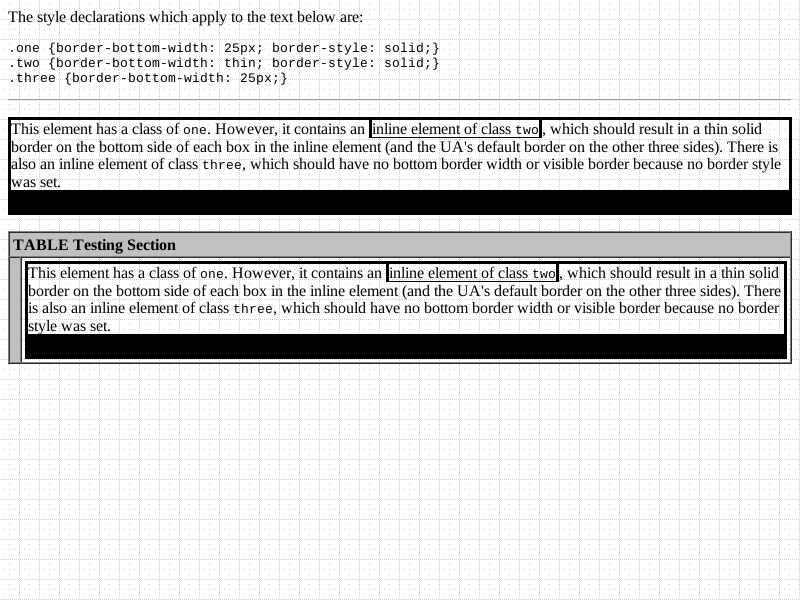 The style declarations which apply to the text below are:
.one {border-bottom-width: 25px; border-style: solid;}
.two {border-bottom-width: thin; border-style: solid;}
.three {border-bottom-width: 25px;}
This element has a class of one. However, it contains an inline element of class two, which should result in a thin solid
border on the bottom side of each box in the inline element (and the UA's default border on the other three sides). There is
also an inline element of class three, which should have no bottom border width or visible border because no border style
was set.
TABLE Testing Section
This element has a class of one. However, it contains an inline element of class two, which should result in a thin solid
border on the bottom side of each box in the inline element (and the UA's default border on the other three sides). There
is also an inline element of class three, which should have no bottom border width or visible border because no border
style was set.